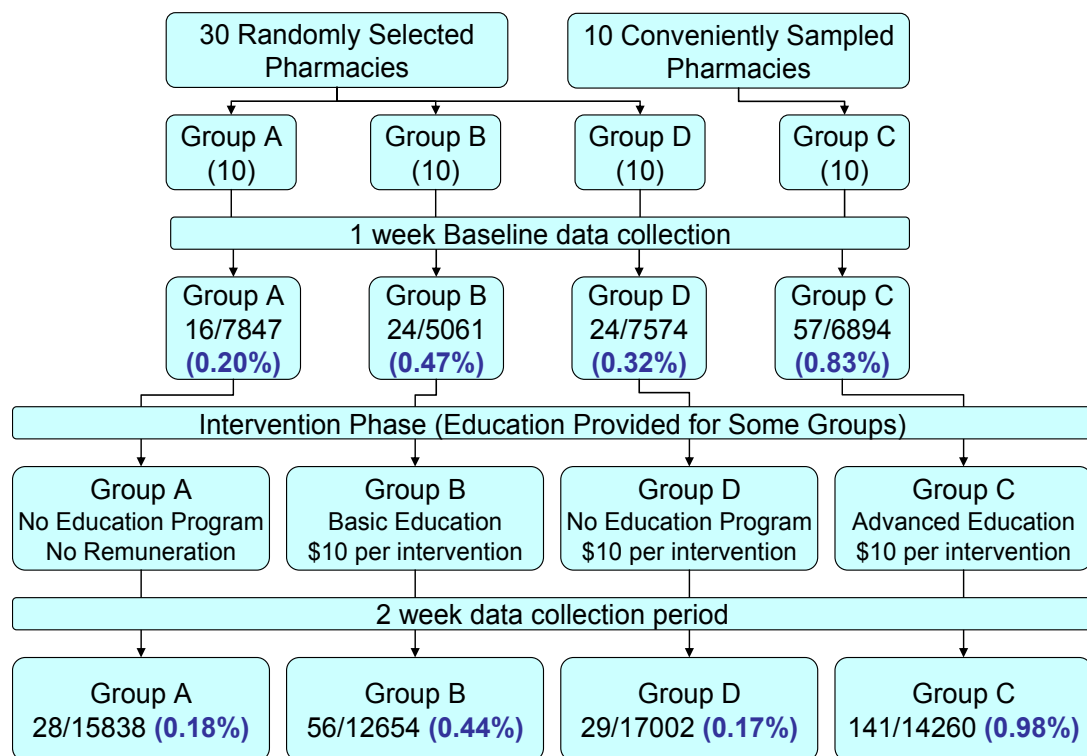 30 Randomly Selected
Pharmacies
10 Conveniently Sampled
Pharmacies
Group A
(10)
Group B
(10)
Group D
(10)
Group C
(10)
1 week Baseline data collection
Group A
16/7847
(0.20%)
Group B
24/5061
(0.47%)
Group D
24/7574
(0.32%)
Group C
57/6894
(0.83%)
Intervention Phase (Education Provided for Some Groups)
Group A
No Education Program
No Remuneration
Group B
Basic Education
$10 per intervention
Group D
No Education Program
$10 per intervention
Group C
Advanced Education
$10 per intervention
2 week data collection period
Group A
28/15838 (0.18%)
Group B
56/12654 (0.44%)
Group D
29/17002 (0.17%)
Group C
141/14260 (0.98%)